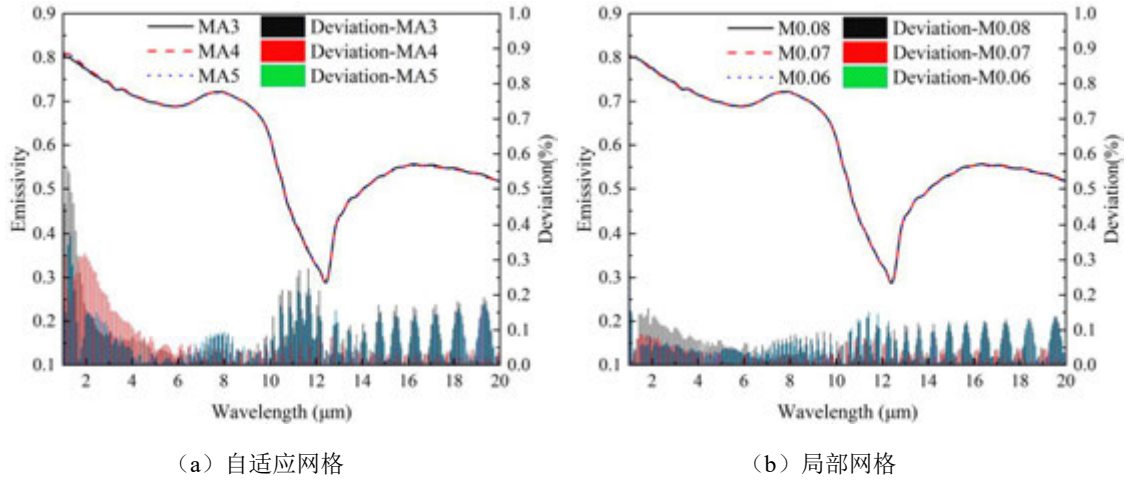 MA3 Deviation-MA3
MA4 Deviation-MA4
MA5 Deviation-MA5
0.9
0.8
0.7
0.6
0.5
0.4
0.3
0.2
0.1
Emissivity
1.0
0.9
0.8
0.7
0.6
0.5
0.4
0.3
0.2
0.1
0.0
Deviation(%)
2 4 6 8 10 12 14 16 18 20
Wavelength (μm)
(a)自适应网格
M0.08 Deviation-M0.08
M0.07 Deviation-M0.07
M0.06 Deviation-M0.06
0.9
0.8
0.7
0.6
0.5
0.4
0.3
0.2
0.1
Emissivity
1.0
0.9
0.8
0.7
0.6
0.5
0.4
0.3
0.2
0.1
0.0
Deviation(%)
2 4 6 8 10 12 14 16 18 20
Wavelength (μm)
(b)局部网格